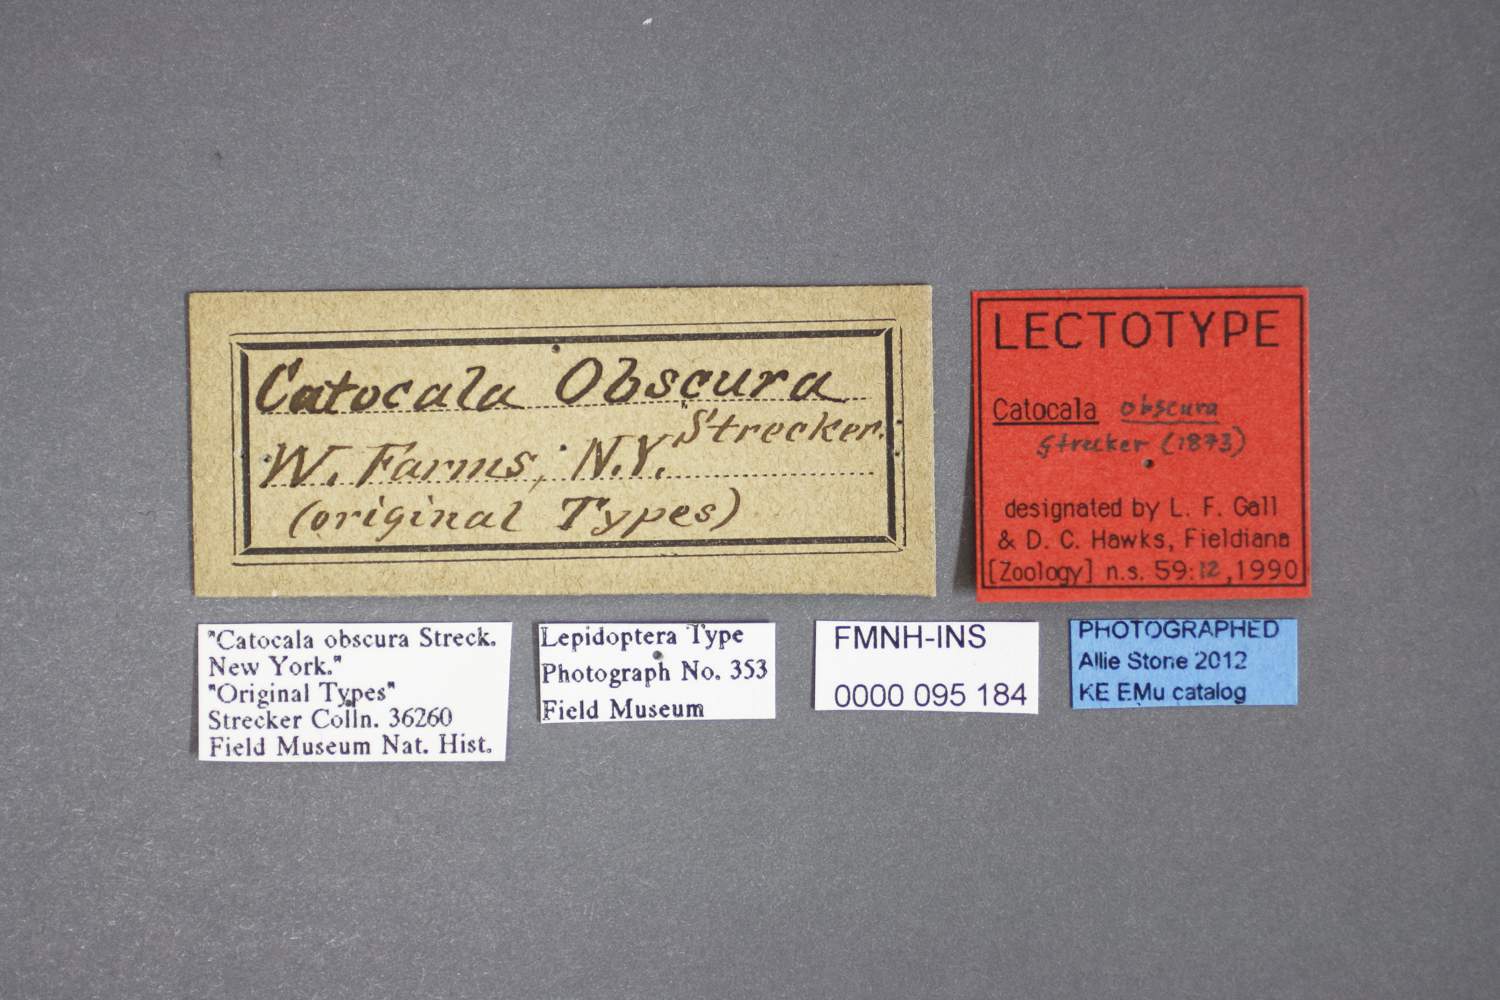 Catocala Obscura
Strecker.
W. Farms, N.Y.
(original Types)
LECTOTYPE
Catocala obscura
Strecker (1873)
designated by L. F. Gall
& D. C. Hawks, Fieldiana
[Zoology] n.s. 59:12, 1990
"Catocala obscura Streck.
New York."
"Original Types"
Strecker Colln. 36260
Field Museum Nat. Hist.
Lepidoptera Type
Photograph No. 353
Field Museum
FMNH-INS
0000 095 184
PHOTOGRAPHED
Allie Stone 2012
KE EMu catalog